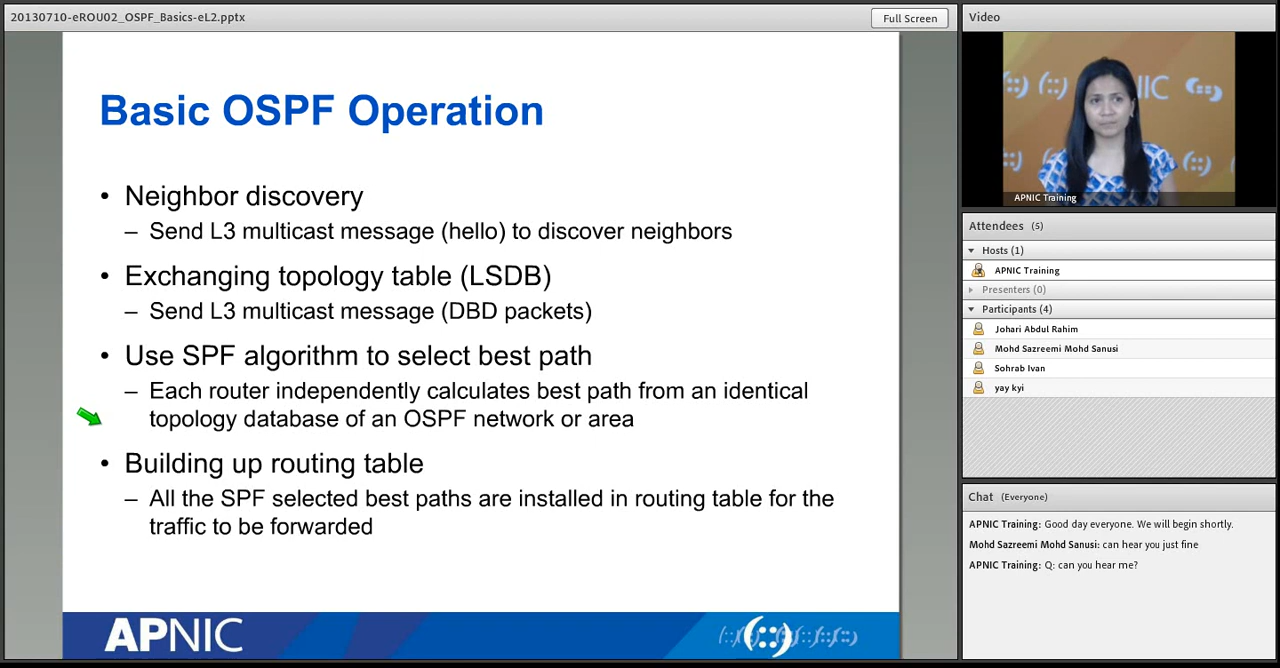 20130710-eROU02_OSPF_Basics-eL2.pptx
Full Screen
Basic OSPF Operation
• Neighbor discovery
– Send L3 multicast message (hello) to discover neighbors
• Exchanging topology table (LSDB)
– Send L3 multicast message (DBD packets)
• Use SPF algorithm to select best path
– Each router independently calculates best path from an identical
topology database of an OSPF network or area
• Building up routing table
– All the SPF selected best paths are installed in routing table for the
traffic to be forwarded
APNIC
(::)
Video
NIC
APNIC Training
Attendees (5)
Hosts (1)
APNIC Training
Presenters (0)
Participants (4)
Johari Abdul Rahim
Mohd Sazreemi Mohd Sanusi
Sohrab Ivan
yay kyi
Chat (Everyone)
APNIC Training: Good day everyone. We will begin shortly.
Mohd Sazreemi Mohd Sanusi: can hear you just fine
APNIC Training: Q: can you hear me?